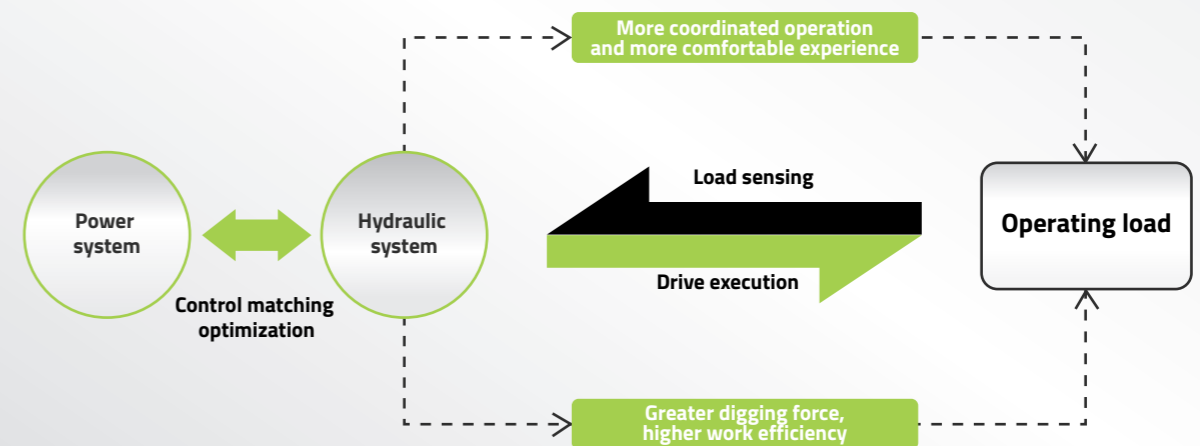 More coordinated operation
and more comfortable experience
Power
system
Hydraulic
system
Control matching
optimization
Load sensing
Drive execution
Operating load
Greater digging force,
higher work efficiency